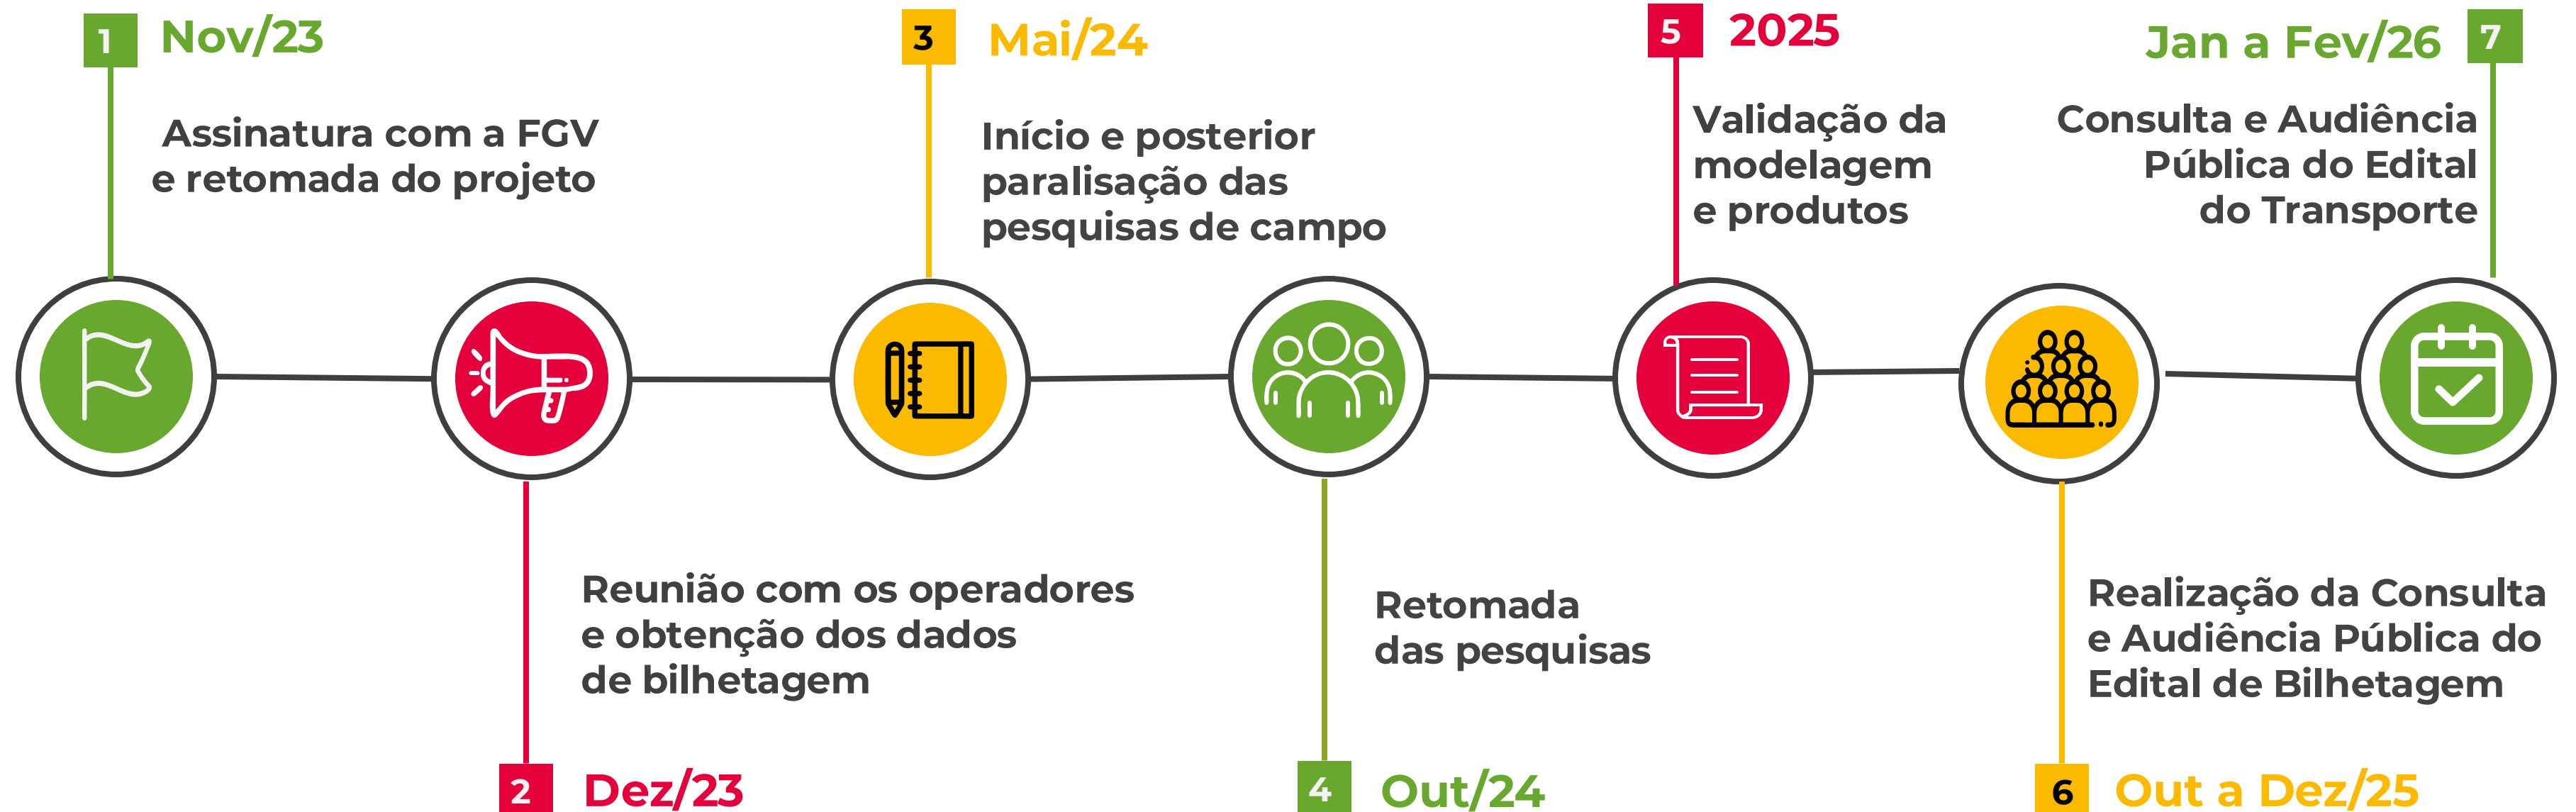 1 Nov/23
Assinatura com a FGV
e retomada do projeto
2 Dez/23
Reunião com os operadores
e obtenção dos dados
de bilhetagem
3 Mai/24
Início e posterior
paralisação das
pesquisas de campo
4 Out/24
Retomada
das pesquisas
5 2025
Validação da
modelagem
e produtos
6 Out a Dez/25
Realização da Consulta
e Audiência Pública do
Edital de Bilhetagem
Jan a Fev/26 7
Consulta e Audiência
Pública do Edital
do Transporte